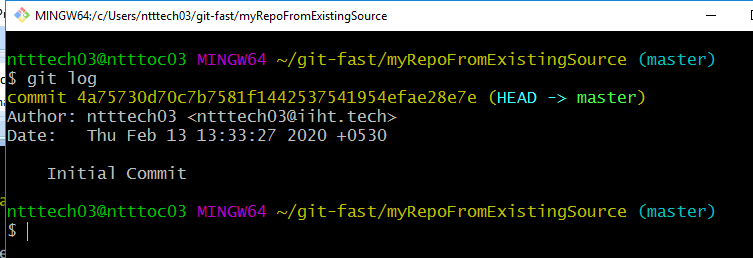 MINGW64:/c/Users/ntttech03/git-fast/myRepoFromExistingSource
ntttech03@ntttoc03 MINGW64 ~/git-fast/myRepoFromExistingSource (master)
$ git log
commit 4a75730d70c7b7581f1442537541954efae28e7e (HEAD -> master)
Author: ntttech03 <ntttech03@iiht.tech>
Date:   Thu Feb 13 13:33:27 2020 +0530
Initial Commit
ntttech03@ntttoc03 MINGW64 ~/git-fast/myRepoFromExistingSource (master)
$